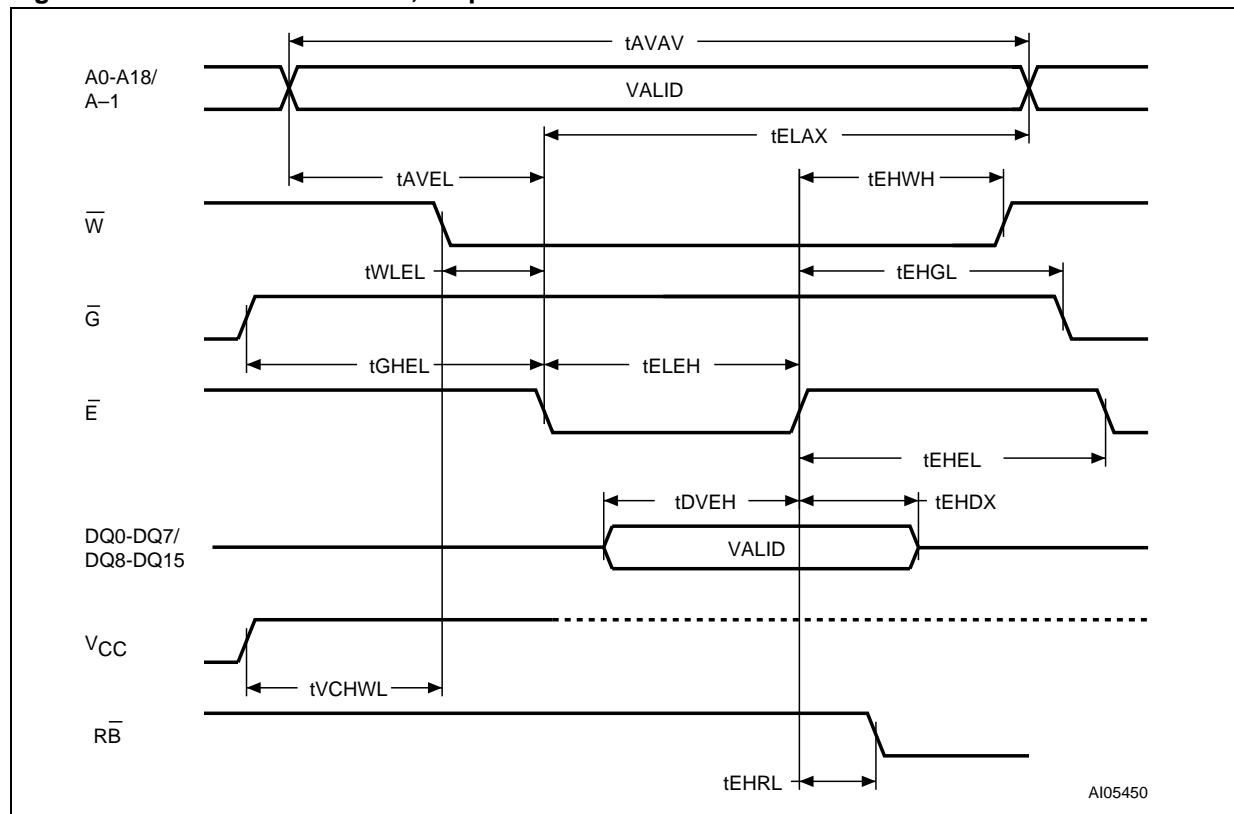 tAVAV
A0-A18/
A–1
VALID
tELAX
tAVEL
tEHWH
W̅
tWLEL
tEHGL
G̅
tGHEL
tELEH
E̅
tEHEL
tDVEH
tEHDX
DQ0-DQ7/
DQ8-DQ15
VALID
VCC
tVCHWL
RB̅
tEHRL
AI05450